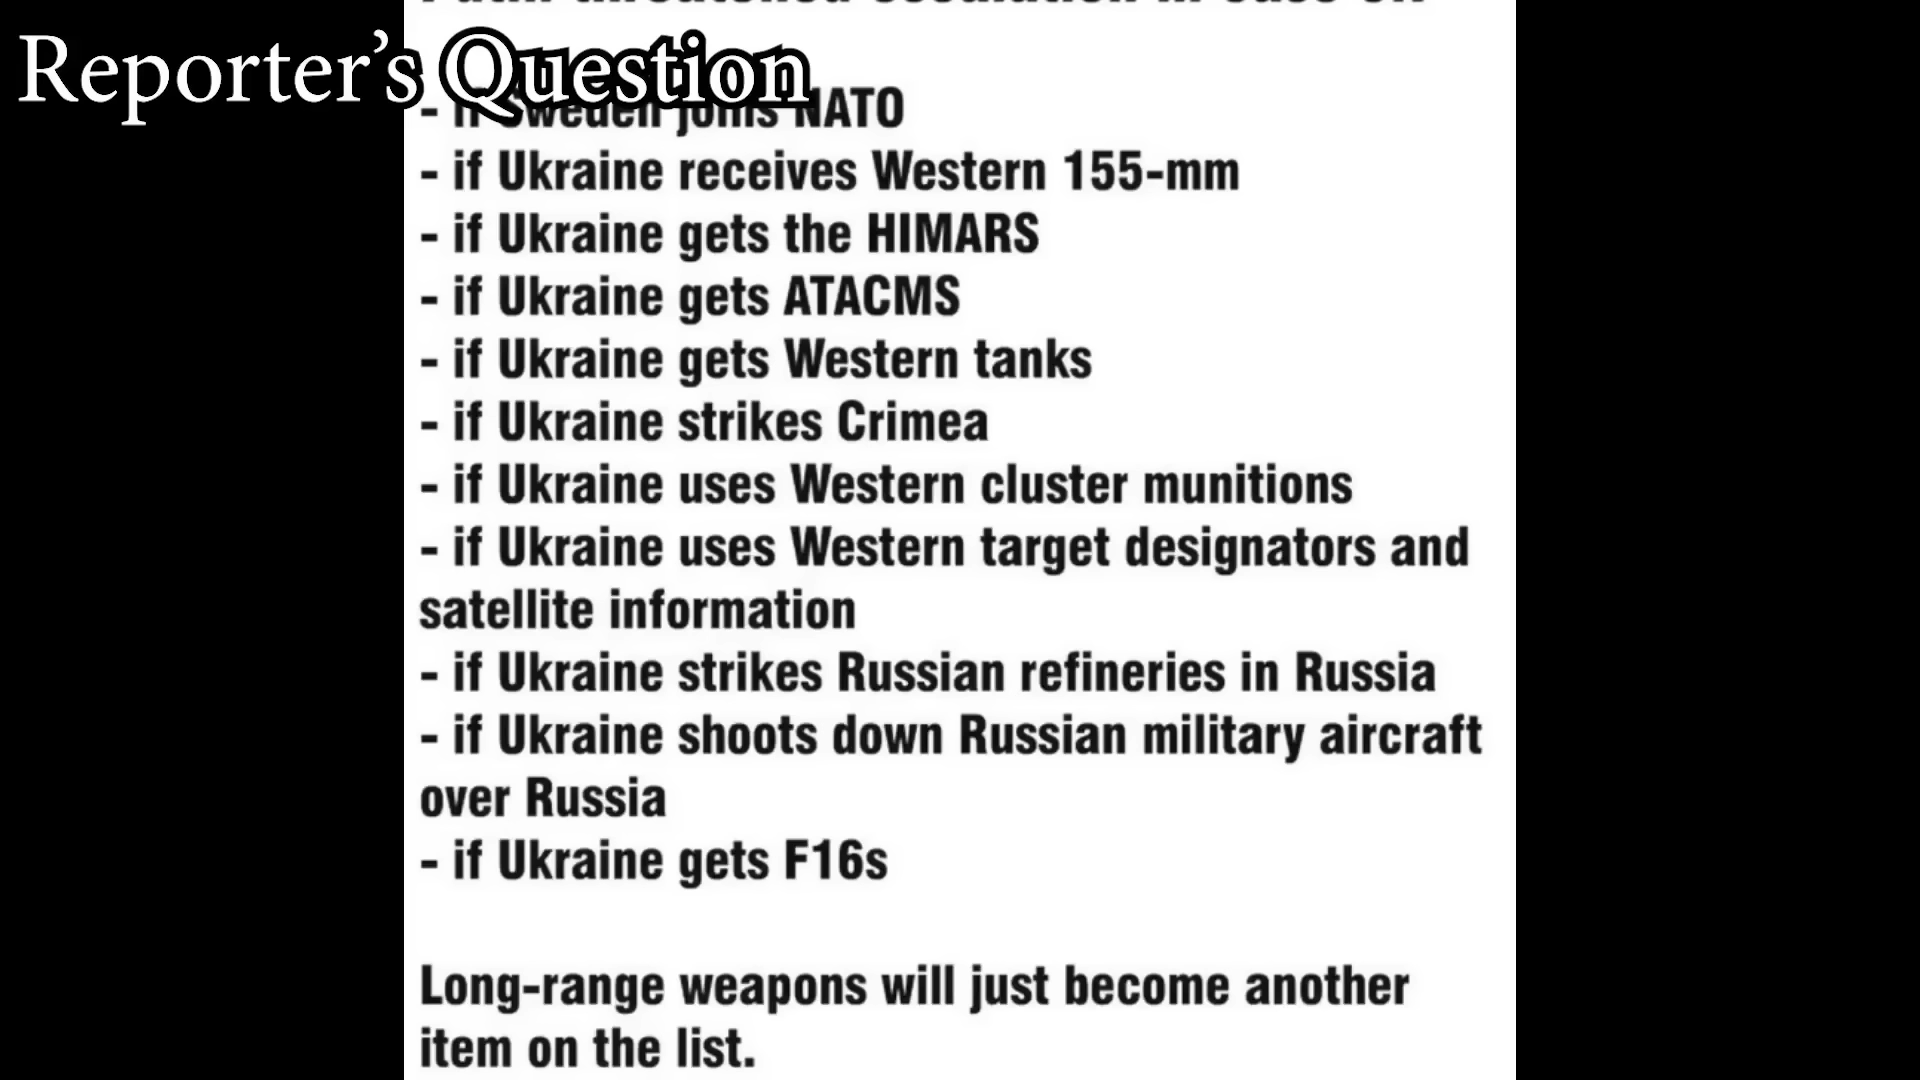 Reporter's Question
- if Sweden joins NATO
- if Ukraine receives Western 155-mm
- if Ukraine gets the HIMARS
- if Ukraine gets ATACMS
- if Ukraine gets Western tanks
- if Ukraine strikes Crimea
- if Ukraine uses Western cluster munitions
- if Ukraine uses Western target designators and
satellite information
- if Ukraine strikes Russian refineries in Russia
- if Ukraine shoots down Russian military aircraft
over Russia
- if Ukraine gets F16s
Long-range weapons will just become another
item on the list.